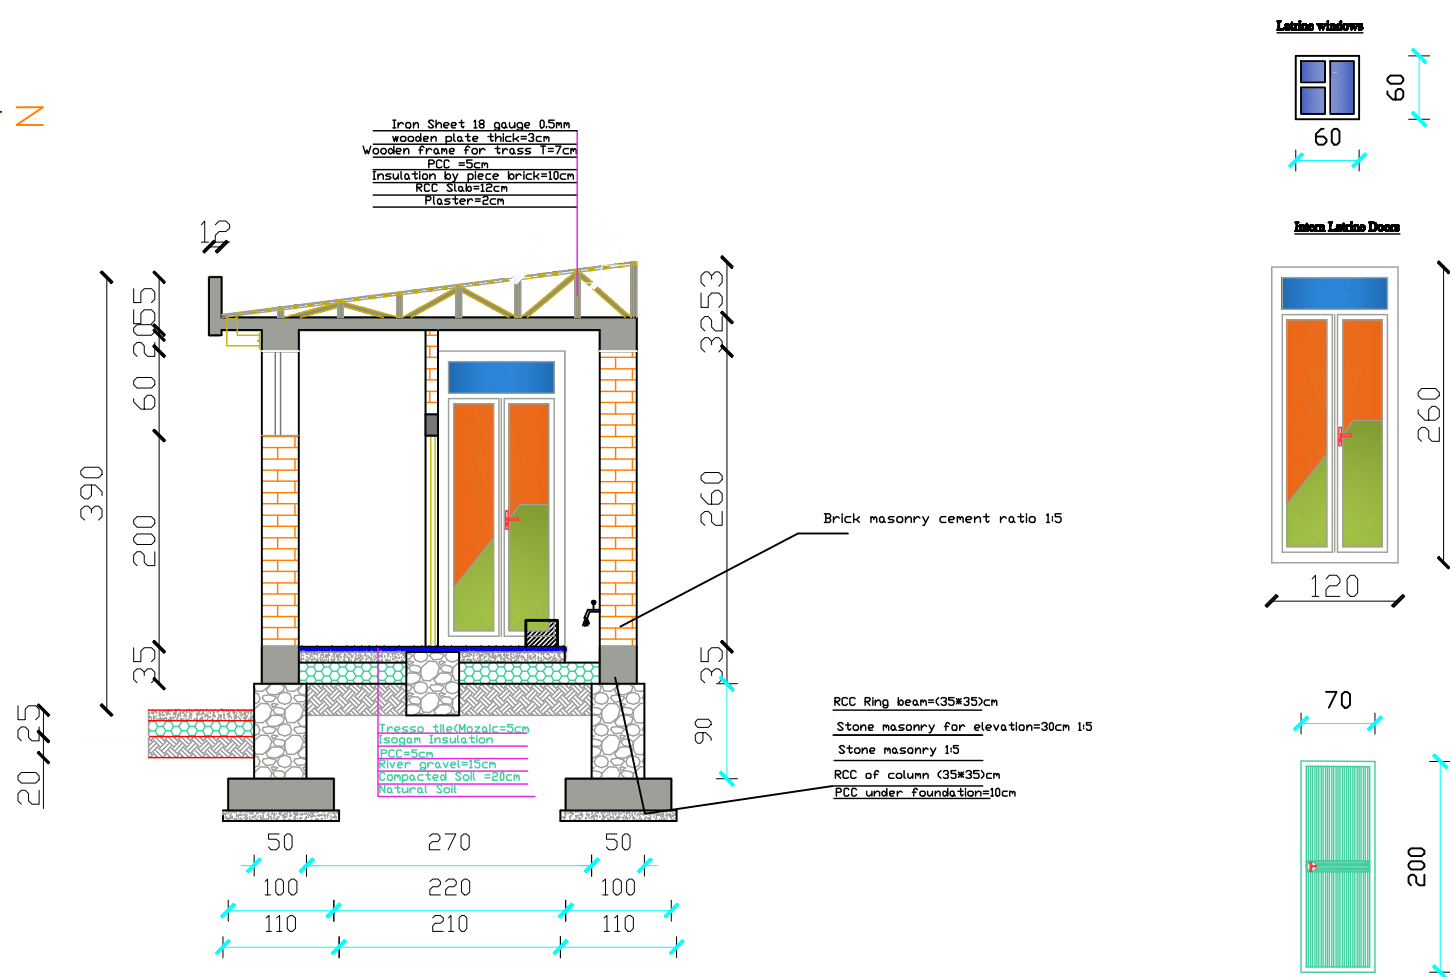 Latrine windows
60
60
N
Iron Sheet 18 gauge 0.5mm
wooden plate thick=3cm
Wooden frame for trass T=7cm
PCC =5cm
Insulation by piece brick=10cm
RCC Slab=12cm
Plaster=2cm
12
Intern Latrine Doors
55
20
60
200
35
390
53
32
260
35
90
260
120
Brick masonry cement ratio 1:5
25
20
Tresso tile(Mozaic=5cm
Isogam Insulation
PCC=5cm
River gravel=15cm
Compacted Soil =20cm
Natural Soil
RCC Ring beam=(35*35)cm
Stone masonry for elevation=30cm 1:5
Stone masonry 1:5
RCC of column (35*35)cm
PCC under foundation=10cm
70
200
50 270 50
100 220 100
110 210 110